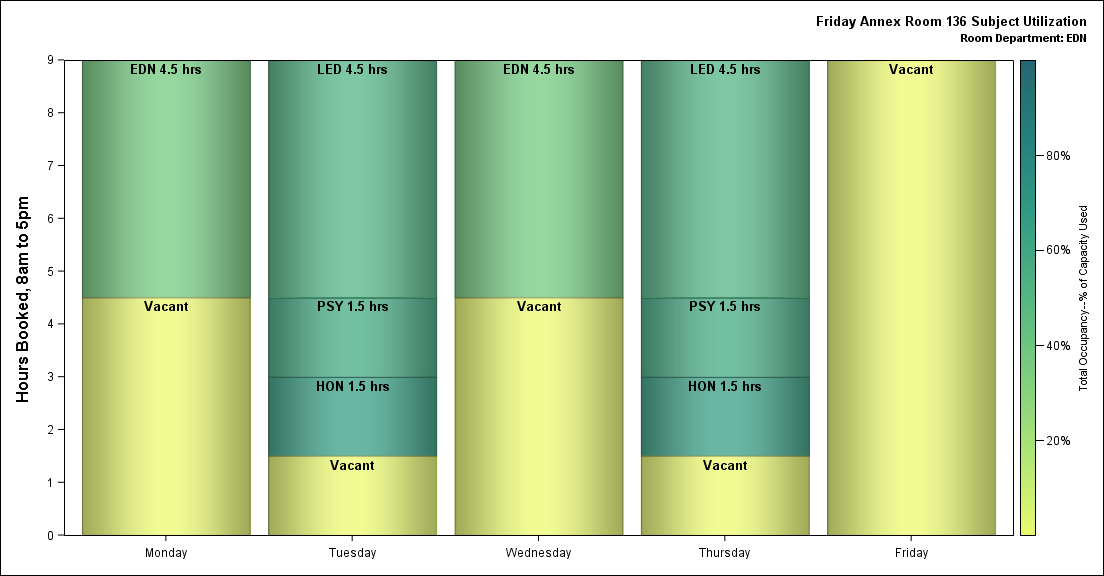 Friday Annex Room 136 Subject Utilization
Room Department: EDN
Hours Booked, 8am to 5pm
9
8
7
6
5
4
3
2
1
0
EDN 4.5 hrs
Vacant
LED 4.5 hrs
PSY 1.5 hrs
HON 1.5 hrs
Vacant
EDN 4.5 hrs
Vacant
LED 4.5 hrs
PSY 1.5 hrs
HON 1.5 hrs
Vacant
Vacant
Monday
Tuesday
Wednesday
Thursday
Friday
80%
60%
40%
20%
Total Occupancy--% of Capacity Used